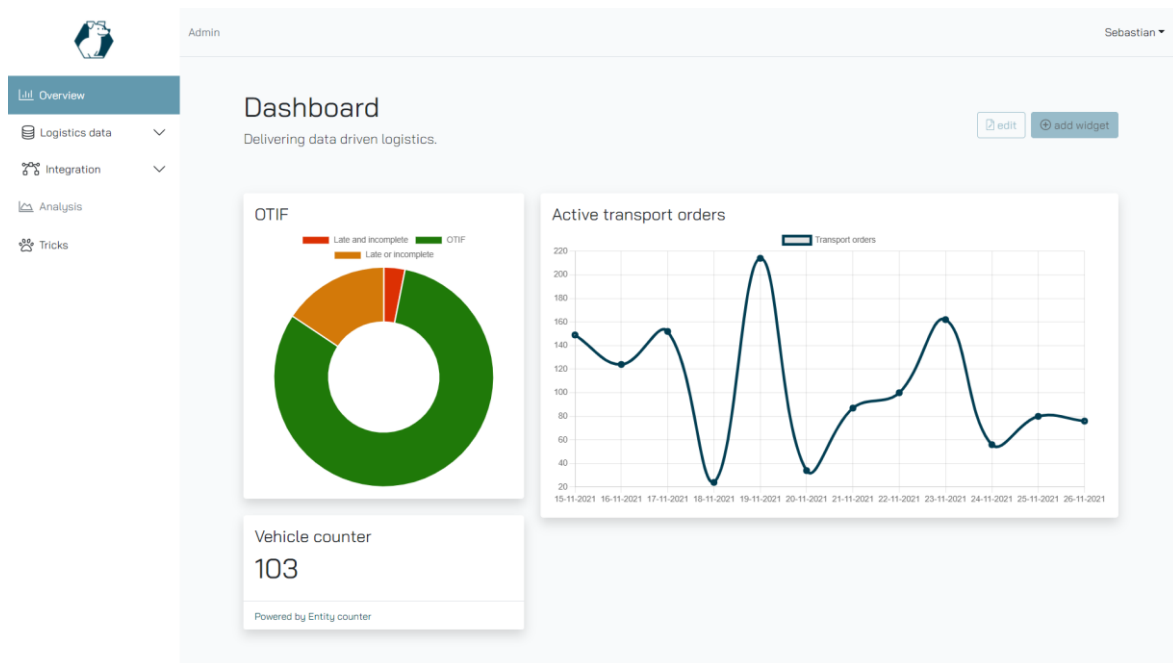 Admin
Sebastian
Overview
Logistics data
Integration
Analysis
Tricks
Dashboard
Delivering data driven logistics.
edit
add widget
OTIF
Late and incomplete OTIF
Late or incomplete
Active transport orders
Transport orders
220
200
180
160
140
120
100
80
60
40
20
15-11-2021 16-11-2021 17-11-2021 18-11-2021 19-11-2021 20-11-2021 21-11-2021 22-11-2021 23-11-2021 24-11-2021 25-11-2021 26-11-2021
Vehicle counter
103
Powered by Entity counter